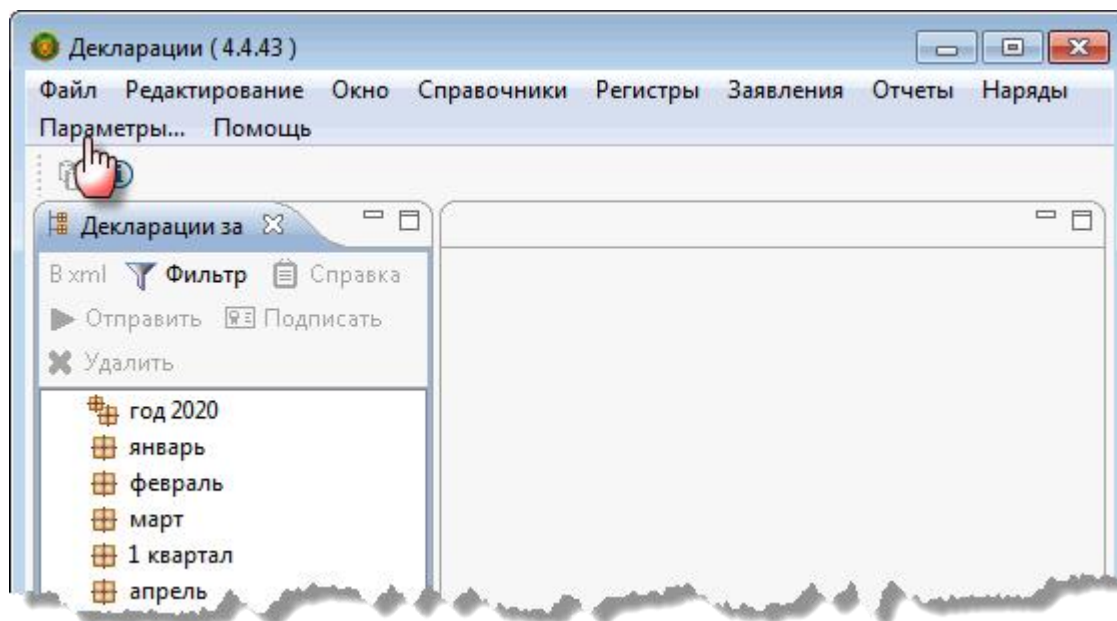 Декларации ( 4.4.43 )
Файл Редактирование Окно Справочники Регистры Заявления Отчеты Наряды
Параметры... Помощь
Декларации за
В xml Фильтр Справка
Отправить Подписать
Удалить
год 2020
январь
февраль
март
1 квартал
апрель